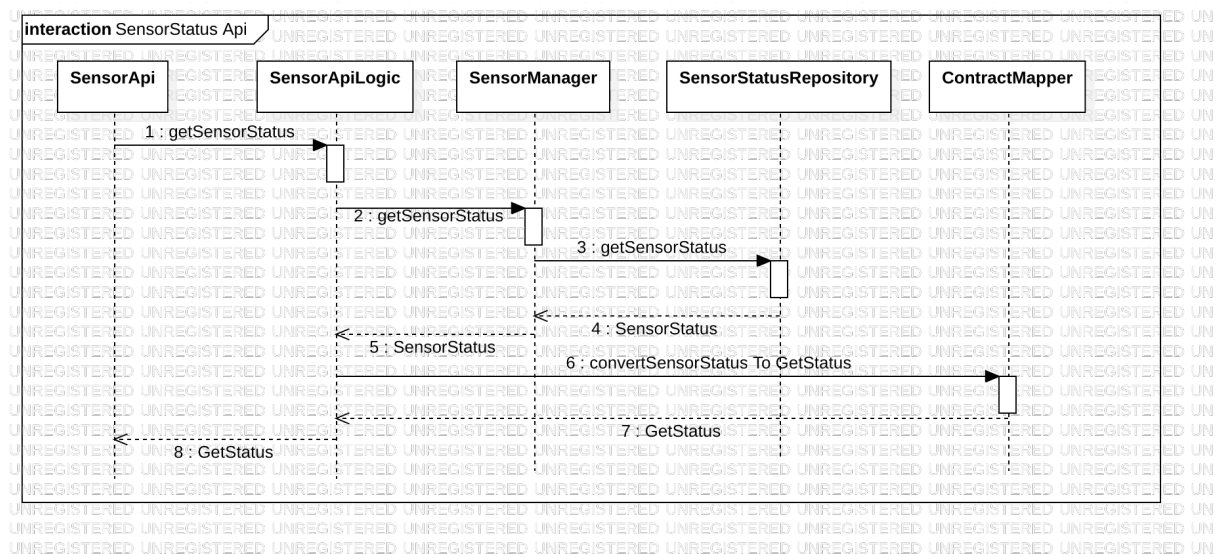 interaction SensorStatus Api
SensorApi
SensorApiLogic
SensorManager
SensorStatusRepository
ContractMapper
1 : getSensorStatus
2 : getSensorStatus
3 : getSensorStatus
4 : SensorStatus
5 : SensorStatus
6 : convertSensorStatus To GetStatus
7 : GetStatus
8 : GetStatus
UNREGISTERED